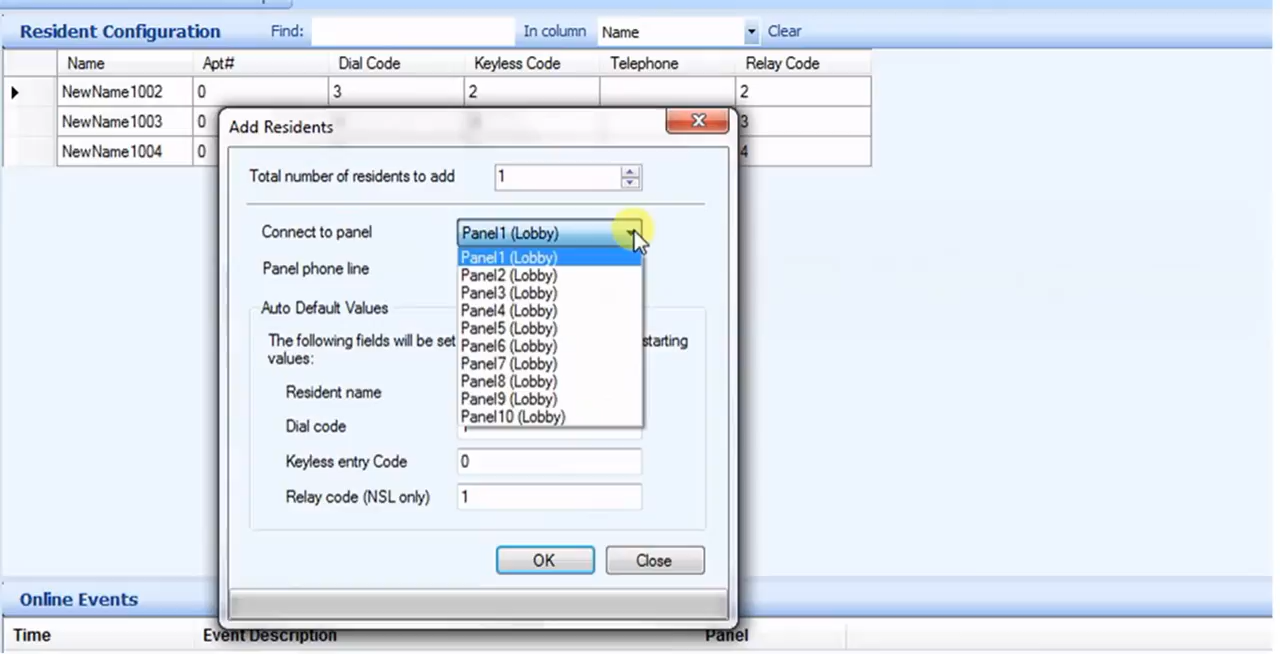 Resident Configuration Find: In column Name Clear
Name Apt# Dial Code Keyless Code Telephone Relay Code
NewName1002 0 3 2 2
NewName1003 0 3
NewName1004 0 4
Add Residents
Total number of residents to add 1
Connect to panel Panel1 (Lobby)
Panel1 (Lobby)
Panel phone line
Panel2 (Lobby)
Panel3 (Lobby)
Auto Default Values
Panel4 (Lobby)
Panel5 (Lobby)
The following fields will be set starting
values:
Panel6 (Lobby)
Panel7 (Lobby)
Panel8 (Lobby)
Resident name
Panel9 (Lobby)
Panel10 (Lobby)
Dial code
Keyless entry Code 0
Relay code (NSL only) 1
OK Close
Online Events
Time Event Description Panel